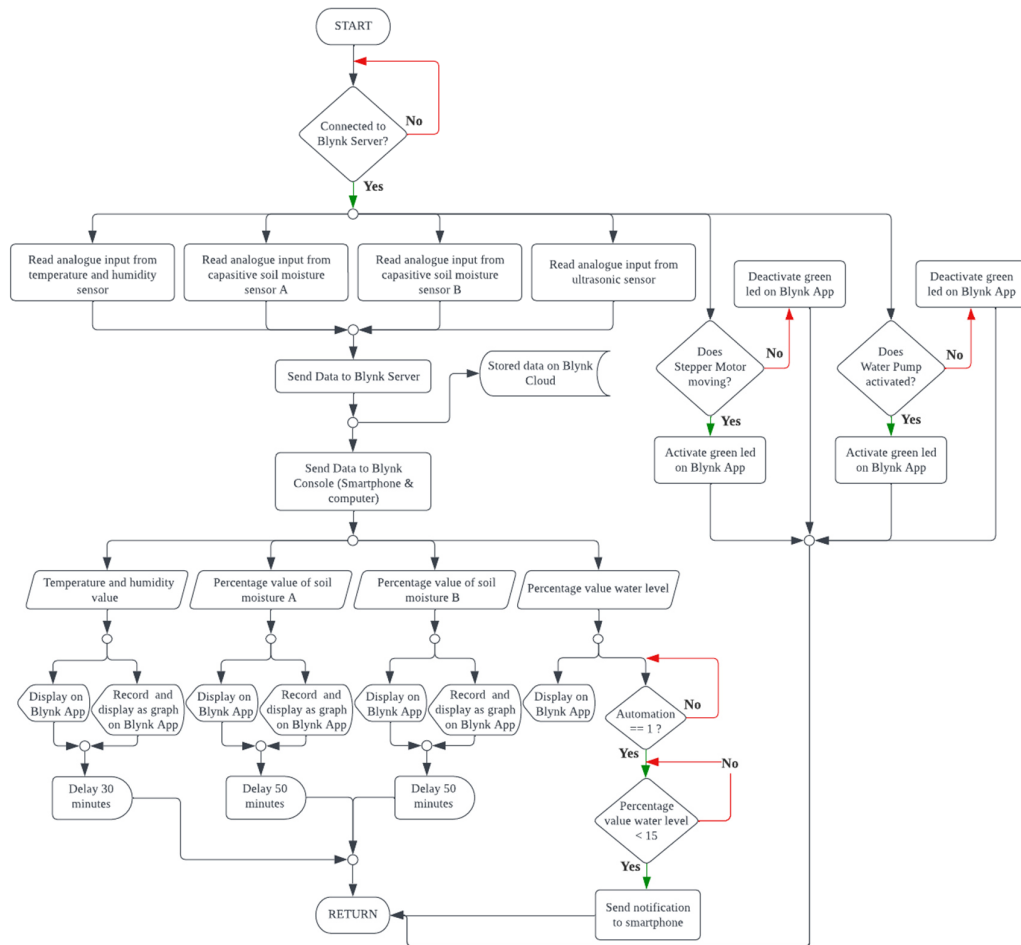 START
Connected to
Blynk Server?
No
Yes
Read analogue input from
temperature and humidity
sensor
Read analogue input from
capasitive soil moisture
sensor A
Read analogue input from
capasitive soil moisture
sensor B
Read analogue input from
ultrasonic sensor
Deactivate green
led on Blynk App
Deactivate green
led on Blynk App
Does
Stepper Motor
moving?
No
Yes
Does
Water Pump
activated?
No
Yes
Send Data to Blynk Server
Stored data on Blynk
Cloud
Activate green led
on Blynk App
Activate green led
on Blynk App
Send Data to Blynk
Console (Smartphone &
computer)
Temperature and humidity
value
Percentage value of soil
moisture A
Percentage value of soil
moisture B
Percentage value water level
Display on
Blynk App
Record and
display as graph
on Blynk App
Display on
Blynk App
Record and
display as graph
on Blynk App
Display on
Blynk App
Record and
display as graph
on Blynk App
Display on
Blynk App
Automation
== 1 ?
No
Yes
Delay 30
minutes
Delay 50
minutes
Delay 50
minutes
Percentage
value water level
< 15
No
Yes
RETURN
Send notification
to smartphone